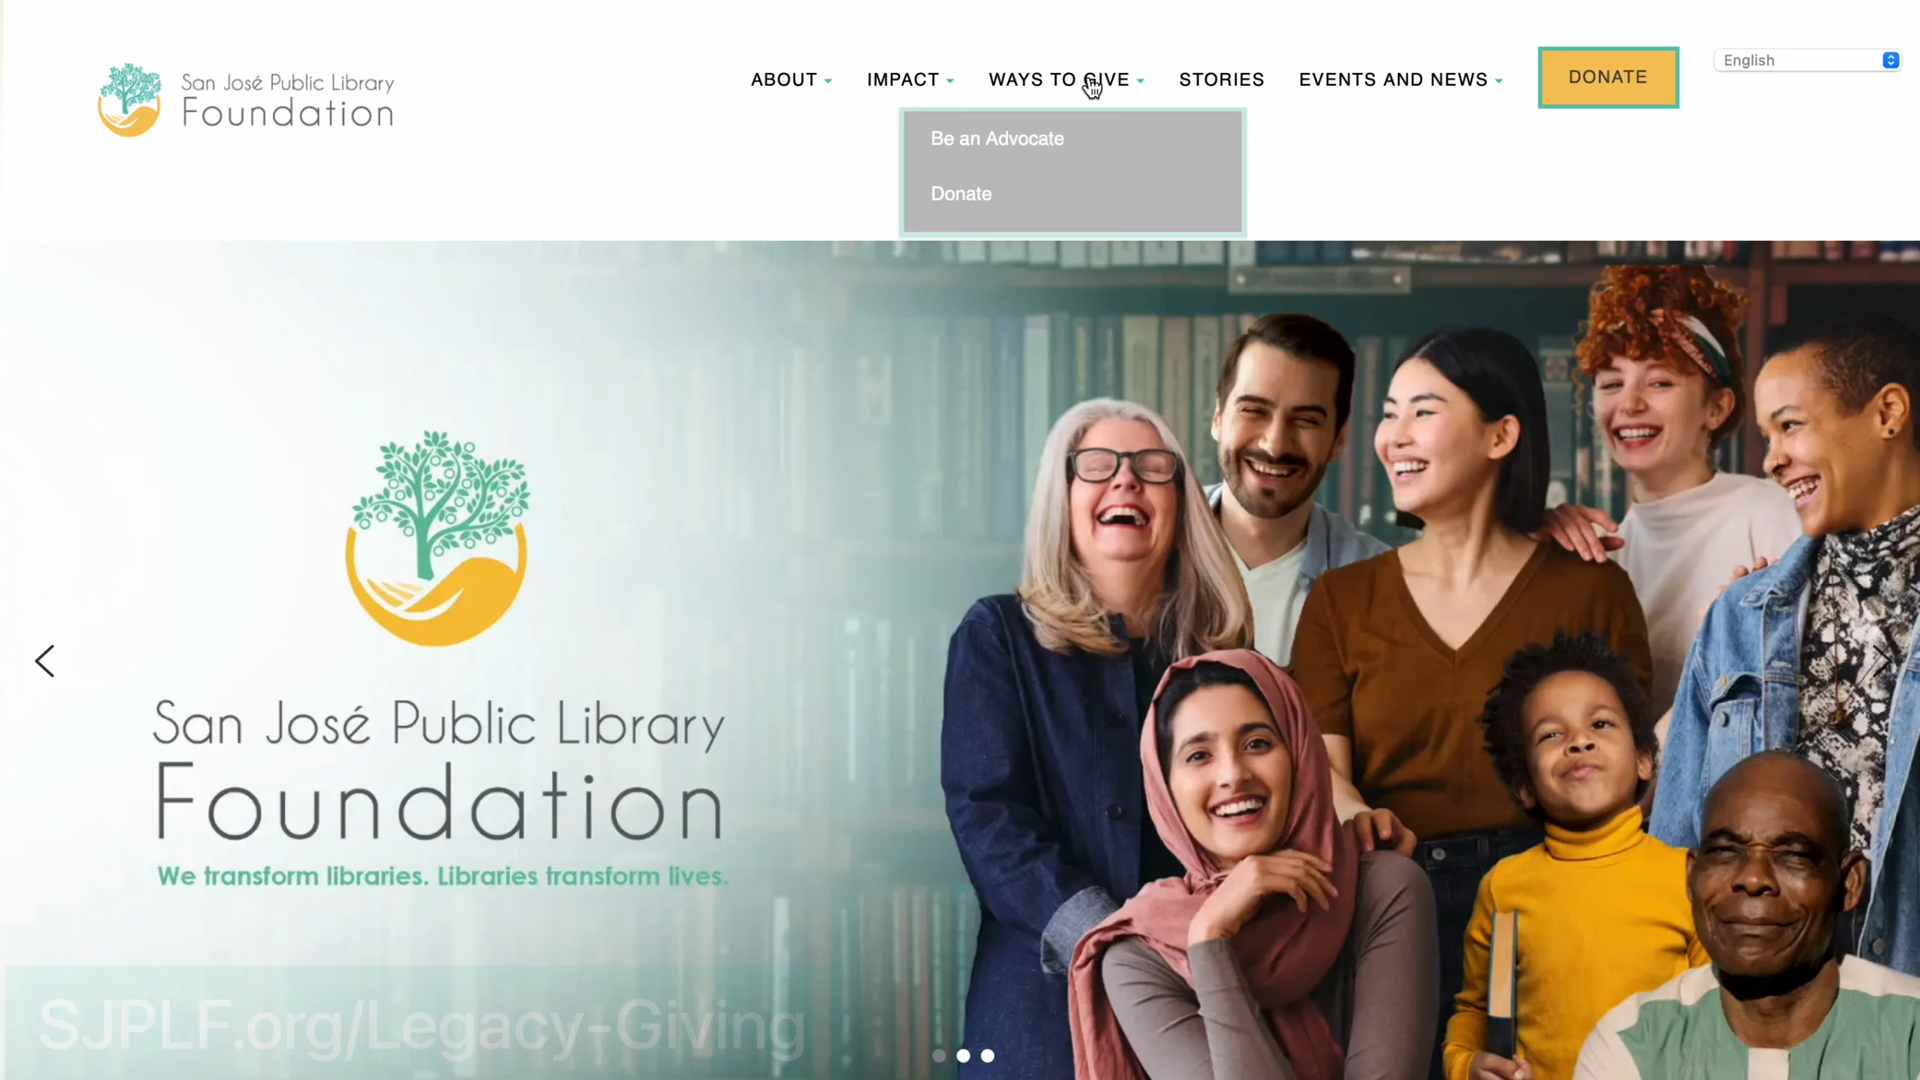 San José Public Library
Foundation
ABOUT
IMPACT
WAYS TO GIVE
STORIES
EVENTS AND NEWS
DONATE
English
Be an Advocate
Donate
San José Public Library
Foundation
We transform libraries. Libraries transform lives.
SJPLF.org/Legacy-Giving